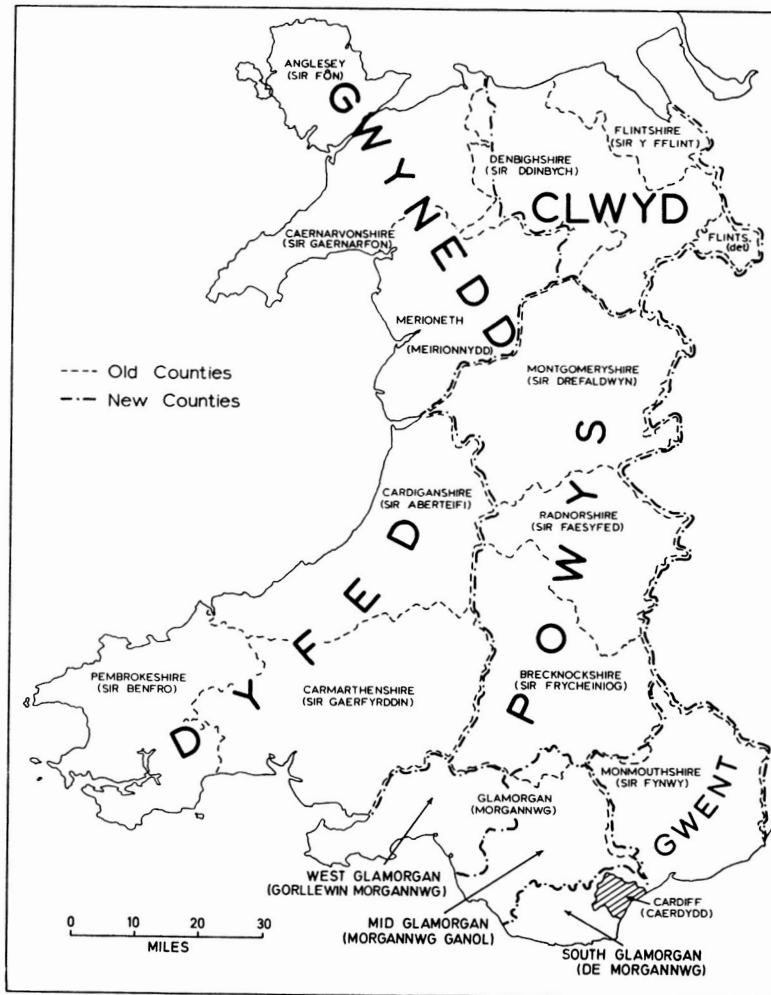 ANGLESEY
(SIR FÔN)
GWYNEDD
FLINTSHIRE
(SIR Y FFLINT)
DENBIGHSHIRE
(SIR DDINBYCH)
CLWYD
CAERNARVONSHIRE
(SIR GAERNARFON)
FLINTS.
(det)
MERIONETH
(MEIRIONNYDD)
MONTGOMERYSHIRE
(SIR DREFALDWYN)
Old Counties
New Counties
CARDIGANSHIRE
(SIR ABERTEIFI)
RADNORSHIRE
(SIR FAESYFED)
POWYS
DYFED
PEMBROKESHIRE
(SIR BENFRO)
CARMARTHENSHIRE
(SIR GAERFYRDDIN)
BRECKNOCKSHIRE
(SIR FRYCHEINIOG)
MONMOUTHSHIRE
(SIR FYNWY)
GWENT
GLAMORGAN
(MORGANNWG)
WEST GLAMORGAN
(GORLLEWIN MORGANNWG)
CARDIFF
(CAERDYDD)
MID GLAMORGAN
(MORGANNWG GANOL)
SOUTH GLAMORGAN
(DE MORGANNWG)
0 10 20 30
MILES